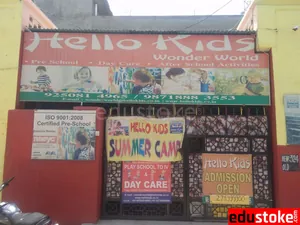 Hello Kids
Wonder World
• Pre School • Day Care • After School Activities
ISO 9001:2008
Certified Pre-School
HELLO KIDS
SUMMER CAMP
PLAY SCHOOL TO
DAY CARE
Hello Kids
ADMISSION
OPEN
edustoke.com